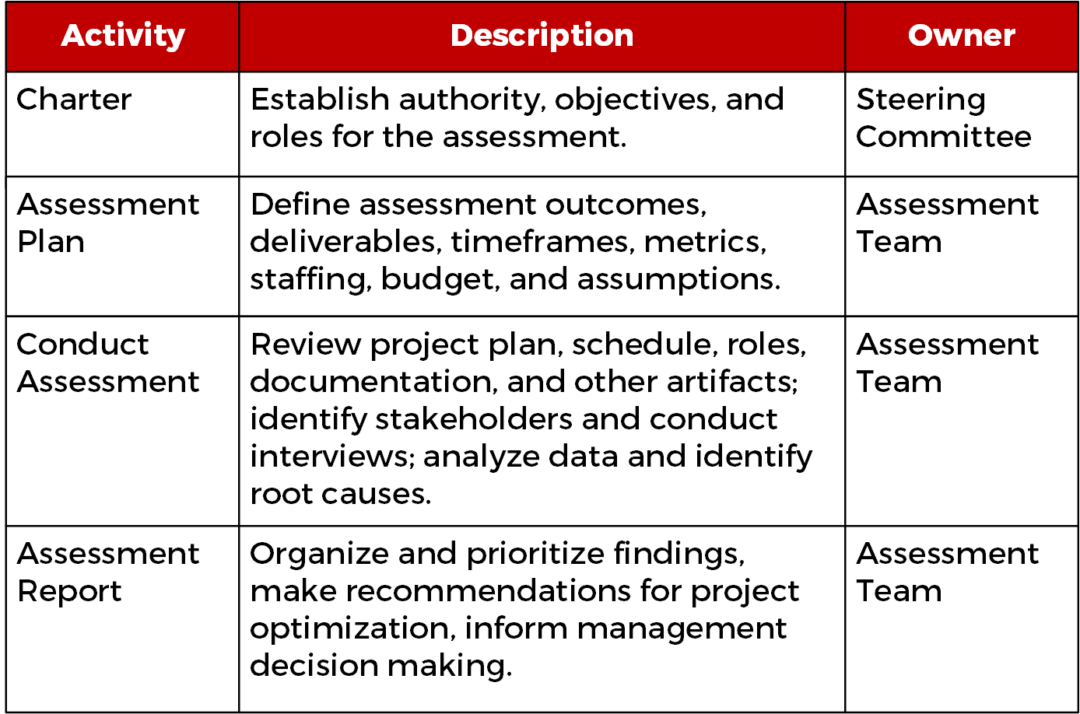 Activity
Description
Owner
Charter
Establish authority, objectives, and
roles for the assessment.
Steering
Committee
Assessment
Plan
Define assessment outcomes,
deliverables, timeframes, metrics,
staffing, budget, and assumptions.
Assessment
Team
Conduct
Assessment
Review project plan, schedule, roles,
documentation, and other artifacts;
identify stakeholders and conduct
interviews; analyze data and identify
root causes.
Assessment
Team
Assessment
Report
Organize and prioritize findings,
make recommendations for project
optimization, inform management
decision making.
Assessment
Team